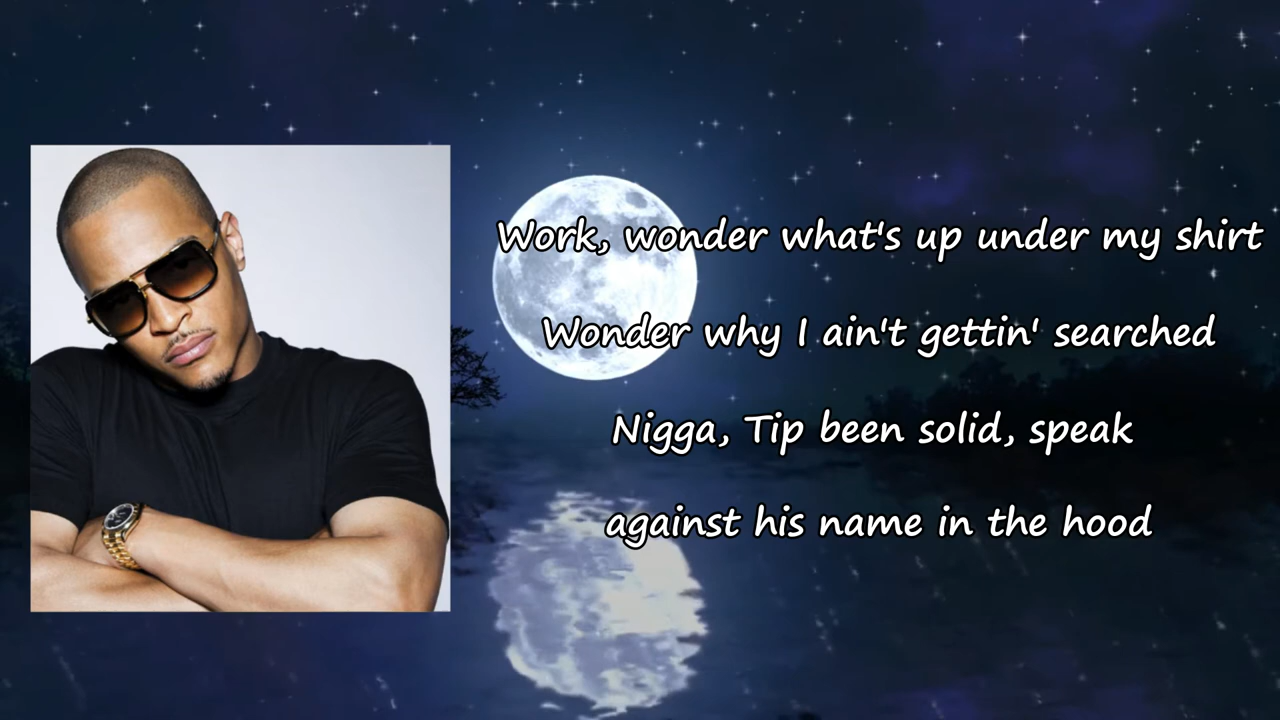 Work, wonder what's up under my shirt
Wonder why I ain't gettin' searched
Nigga, Tip been solid, speak
against his name in the hood